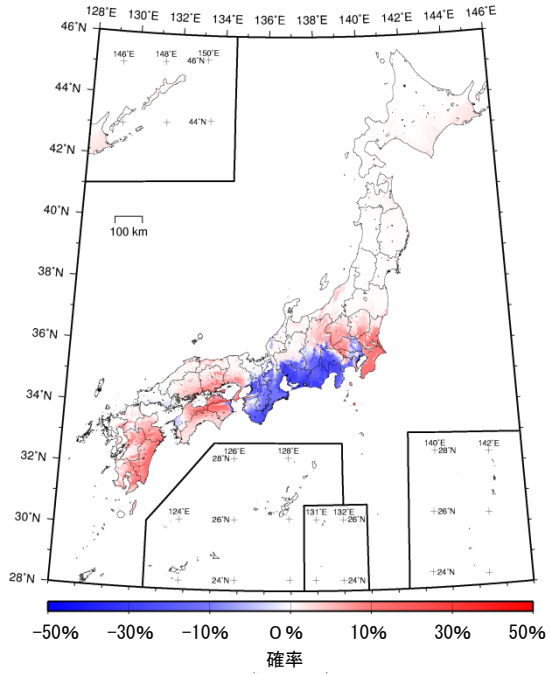 128°E 130°E 132°E 134°E 136°E 138°E 140°E 142°E 144°E 146°E
46°N
146°E 148°E 150°E
46°N
44°N
44°N
42°N
100 km
40°N
38°N
36°N
34°N
32°N
30°N
28°N
126°E 128°E
28°N
124°E
26°N
24°N
131°E 132°E
26°N
24°N
140°E 142°E
28°N
26°N
24°N
-50% -30% -10% 0% 10% 30% 50%
確率